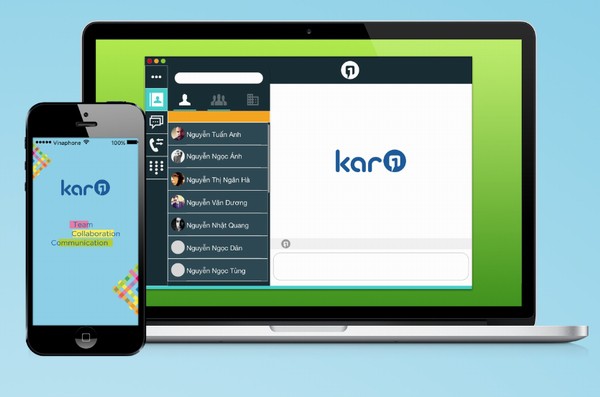 Vinaphone
100%
kar
Team
Collaboration
Communication
Nguyễn Tuấn Anh
Nguyễn Ngọc Ánh
Nguyễn Thị Ngân Hà
Nguyễn Văn Dương
Nguyễn Nhật Quang
Nguyễn Ngọc Dân
Nguyễn Ngọc Tùng
kar